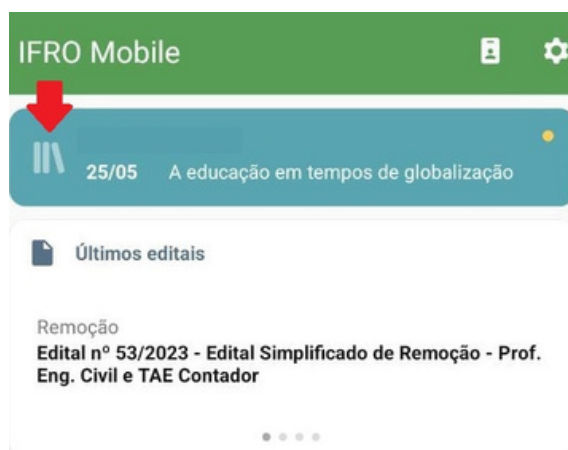 IFRO Mobile
25/05 A educação em tempos de globalização
Últimos editais
Remoção
Edital nº 53/2023 - Edital Simplificado de Remoção - Prof.
Eng. Civil e TAE Contador